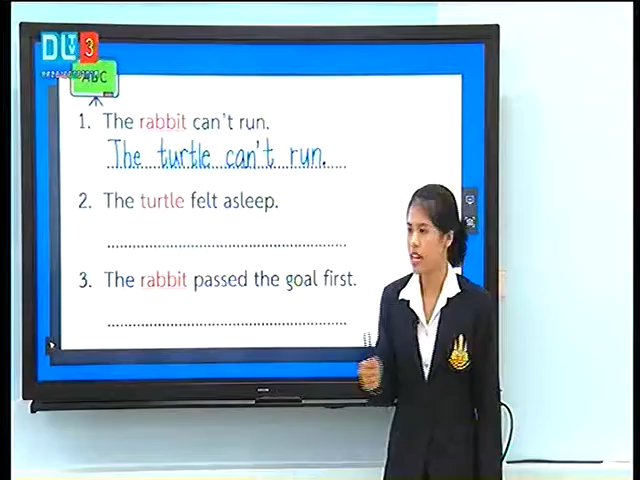 DLTV 3
ABC
1. The rabbit can't run.
The turtle can't run.
2. The turtle felt asleep.
3. The rabbit passed the goal first.